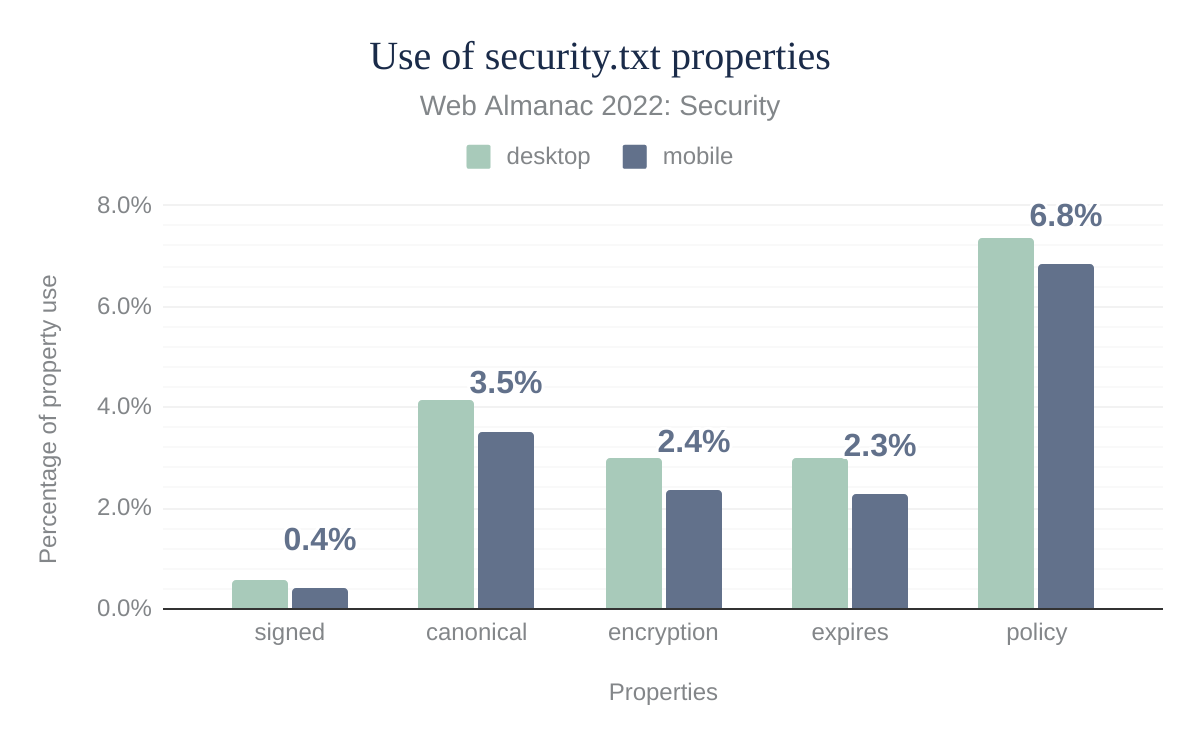 Use of security.txt properties
Web Almanac 2022: Security
desktop mobile
8.0%
6.0%
4.0%
2.0%
0.0%
Percentage of property use
0.4%
3.5%
2.4%
2.3%
6.8%
signed canonical encryption expires policy
Properties